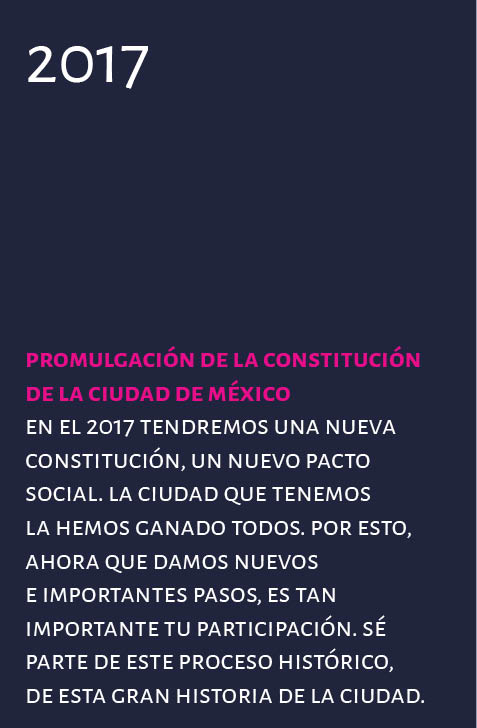 2017
PROMULGACIÓN DE LA CONSTITUCIÓN
DE LA CIUDAD DE MÉXICO
EN EL 2017 TENDREMOS UNA NUEVA
CONSTITUCIÓN, UN NUEVO PACTO
SOCIAL. LA CIUDAD QUE TENEMOS
LA HEMOS GANADO TODOS. POR ESTO,
AHORA QUE DAMOS NUEVOS
E IMPORTANTES PASOS, ES TAN
IMPORTANTE TU PARTICIPACIÓN. SÉ
PARTE DE ESTE PROCESO HISTÓRICO,
DE ESTA GRAN HISTORIA DE LA CIUDAD.